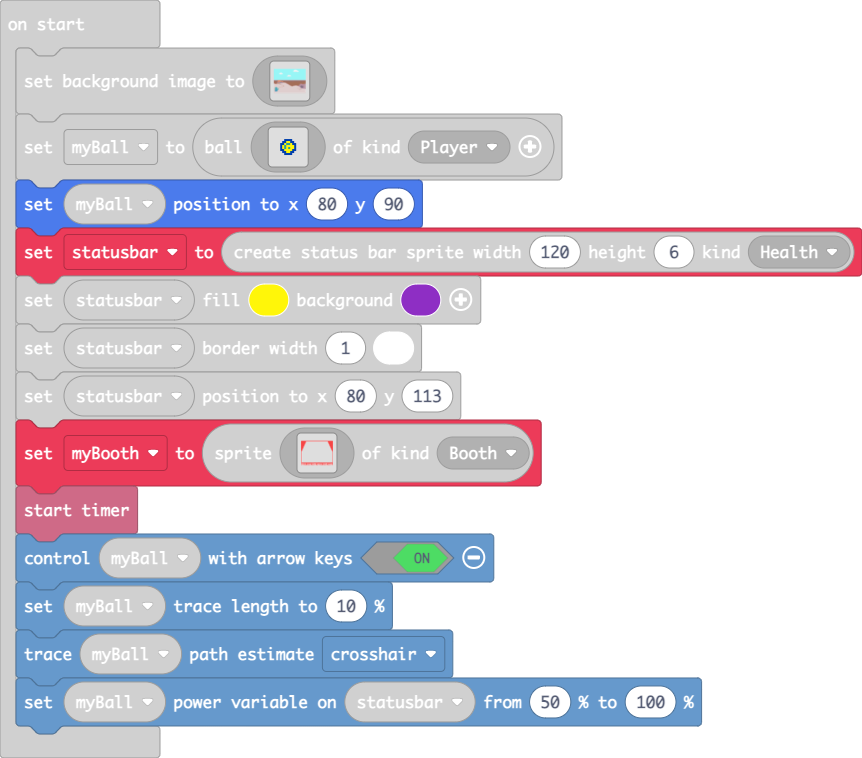 on start
set background image to
set myBall to ball of kind Player
set myBall position to x 80 y 90
set statusbar to create status bar sprite width 120 height 6 kind Health
set statusbar fill background
set statusbar border width 1
set statusbar position to x 80 y 113
set myBooth to sprite of kind Booth
start timer
control myBall with arrow keys ON
set myBall trace length to 10 %
trace myBall path estimate crosshair
set myBall power variable on statusbar from 50 % to 100 %